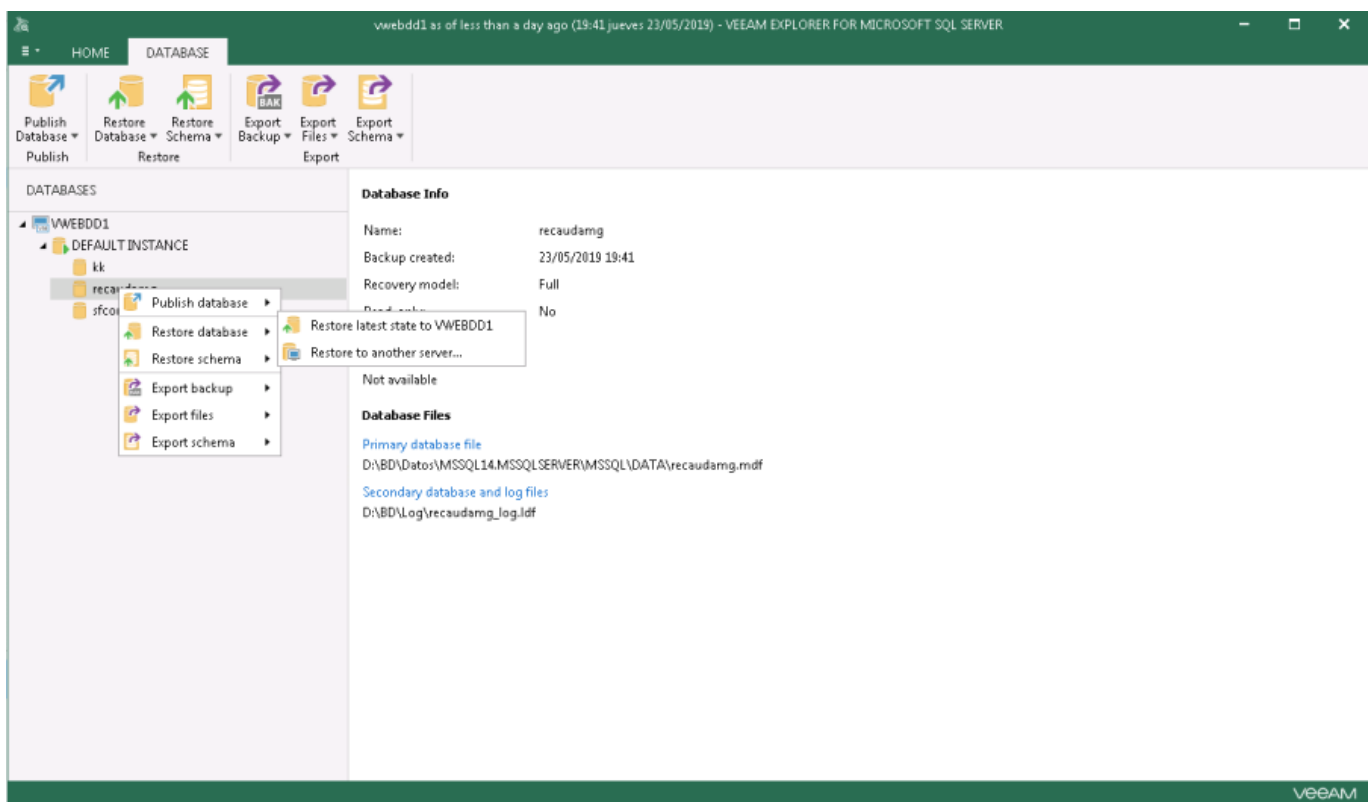 vwebdd1 as of less than a day ago (19:41 jueves 23/05/2019) - VEEAM EXPLORER FOR MICROSOFT SQL SERVER
HOME DATABASE
Publish Database
Restore Database
Restore Schema
BAK
Export Backup
Export Files
Export Schema
Publish Restore Export
DATABASES
VWEBDD1
DEFAULT INSTANCE
kk
Publish database
Restore database
Restore schema
Export backup
Export files
Export schema
Restore latest state to VWEBDD1
Restore to another server...
Database Info
Name: recaudamg
Backup created: 23/05/2019 19:41
Recovery model: Full
No
Not available
Database Files
Primary database file
D:\BD\Datos\MSSQL14.MSSQLSERVER\MSSQL\DATA\recaudamg.mdf
Secondary database and log files
D:\BD\Log\recaudamg_log.ldf
veeam